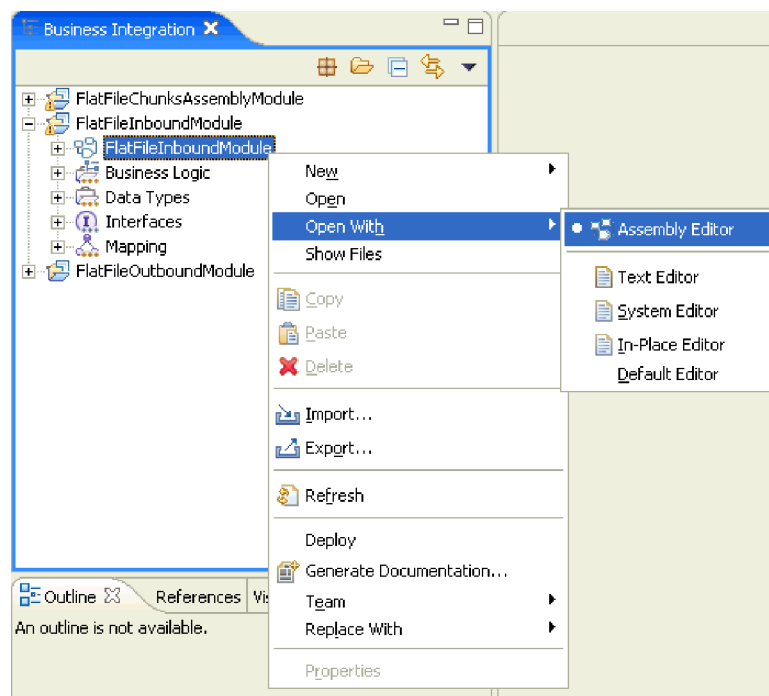 Business Integration
FlatFileChunksAssemblyModule
FlatFileInboundModule
FlatFileInboundModule
Business Logic
Data Types
Interfaces
Mapping
FlatFileOutboundModule
New
Open
Open With
Show Files
Copy
Paste
Delete
Import...
Export...
Refresh
Deploy
Generate Documentation...
Team
Replace With
Properties
Assembly Editor
Text Editor
System Editor
In-Place Editor
Default Editor
Outline References Vis
An outline is not available.